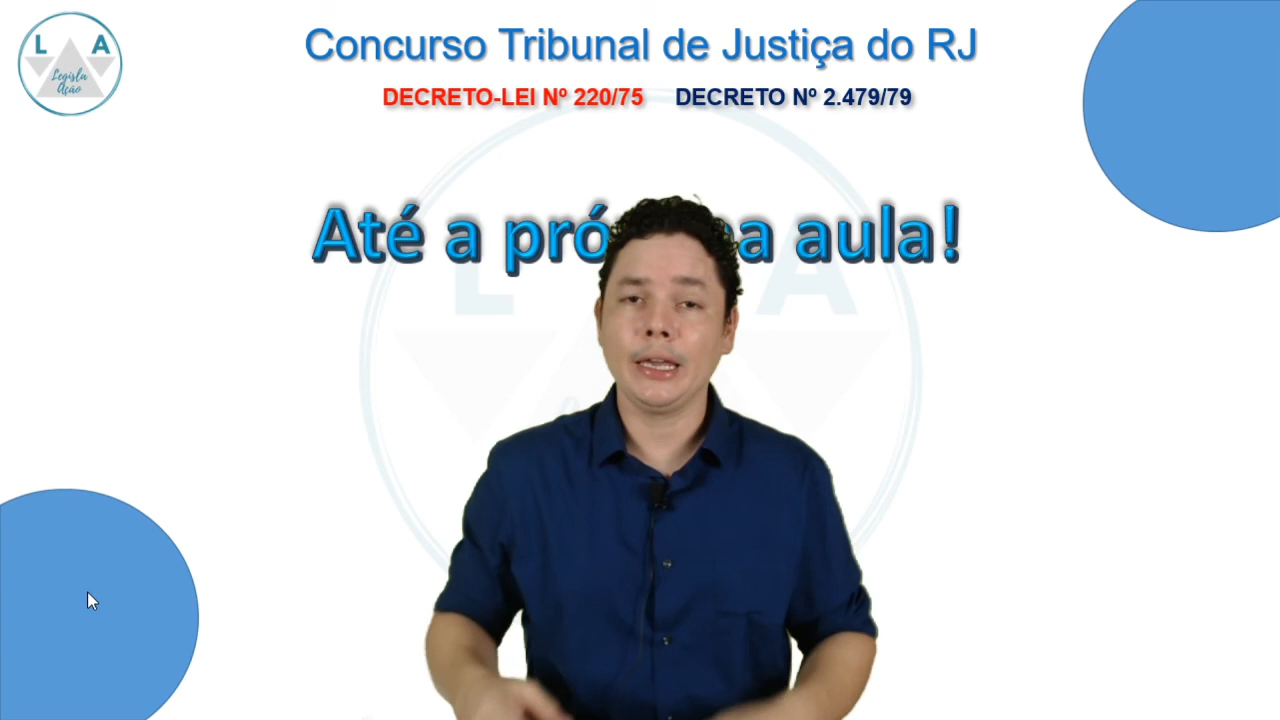 L A
Legisla
Ação
Concurso Tribunal de Justiça do RJ
DECRETO-LEI Nº 220/75 DECRETO Nº 2.479/79
Até a aula!
L A